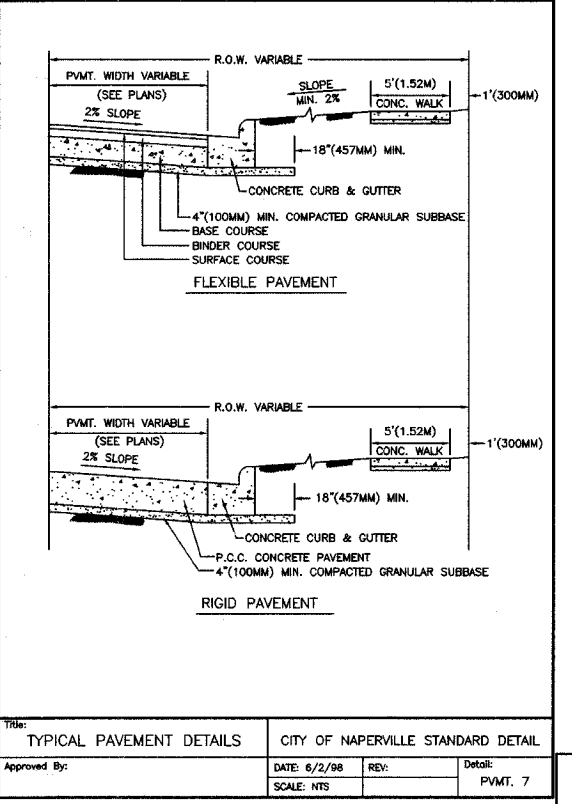 R.O.W. VARIABLE
PVMT. WIDTH VARIABLE
(SEE PLANS)
2% SLOPE
SLOPE
MIN. 2%
5'(1.52M)
CONC. WALK
1'(300MM)
18"(457MM) MIN.
CONCRETE CURB & GUTTER
4"(100MM) MIN. COMPACTED GRANULAR SUBBASE
BASE COURSE
BINDER COURSE
SURFACE COURSE
FLEXIBLE PAVEMENT
R.O.W. VARIABLE
PVMT. WIDTH VARIABLE
(SEE PLANS)
2% SLOPE
5'(1.52M)
CONC. WALK
1'(300MM)
18"(457MM) MIN.
CONCRETE CURB & GUTTER
P.C.C. CONCRETE PAVEMENT
4"(100MM) MIN. COMPACTED GRANULAR SUBBASE
RIGID PAVEMENT
Title:
TYPICAL PAVEMENT DETAILS
CITY OF NAPERVILLE STANDARD DETAIL
Approved By:
DATE: 6/2/98
REV:
Detail:
PVMT. 7
SCALE: NTS